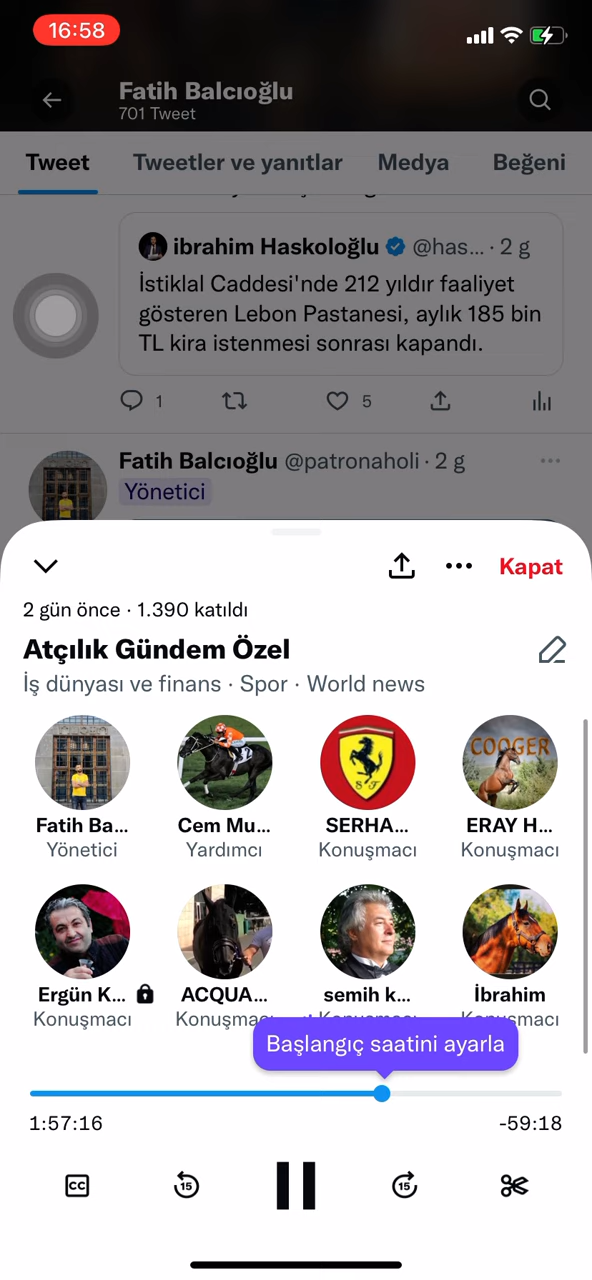 16:58
Fatih Balcıoğlu
701 Tweet
Tweet Tweetler ve yanıtlar Medya Beğeni
ibrahim Haskoloğlu @has... · 2 g
İstiklal Caddesi'nde 212 yıldır faaliyet
gösteren Lebon Pastanesi, aylık 185 bin
TL kira istenmesi sonrası kapandı.
1 5
Fatih Balcıoğlu @patronaholi · 2 g
Yönetici
Kapat
2 gün önce · 1.390 katıldı
Atçılık Gündem Özel
İş dünyası ve finans · Spor · World news
COOGER
S F
Fatih Ba... Cem Mu... SERHA... ERAY H...
Yönetici Yardımcı Konuşmacı Konuşmacı
Ergün K... ACQUA... semih k... İbrahim
Konuşmacı Konuşmacı Konuşmacı Konuşmacı
Başlangıç saatini ayarla
1:57:16 -59:18
CC 15 15